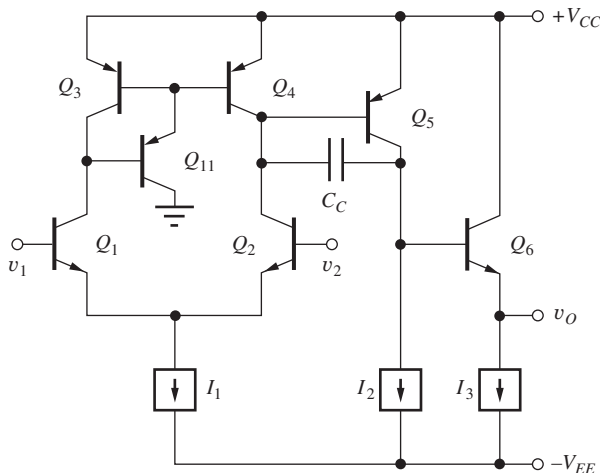 +V_CC
Q_3
Q_4
Q_5
Q_11
C_C
v_1
Q_1
Q_2
v_2
Q_6
v_O
I_1
I_2
I_3
–V_EE